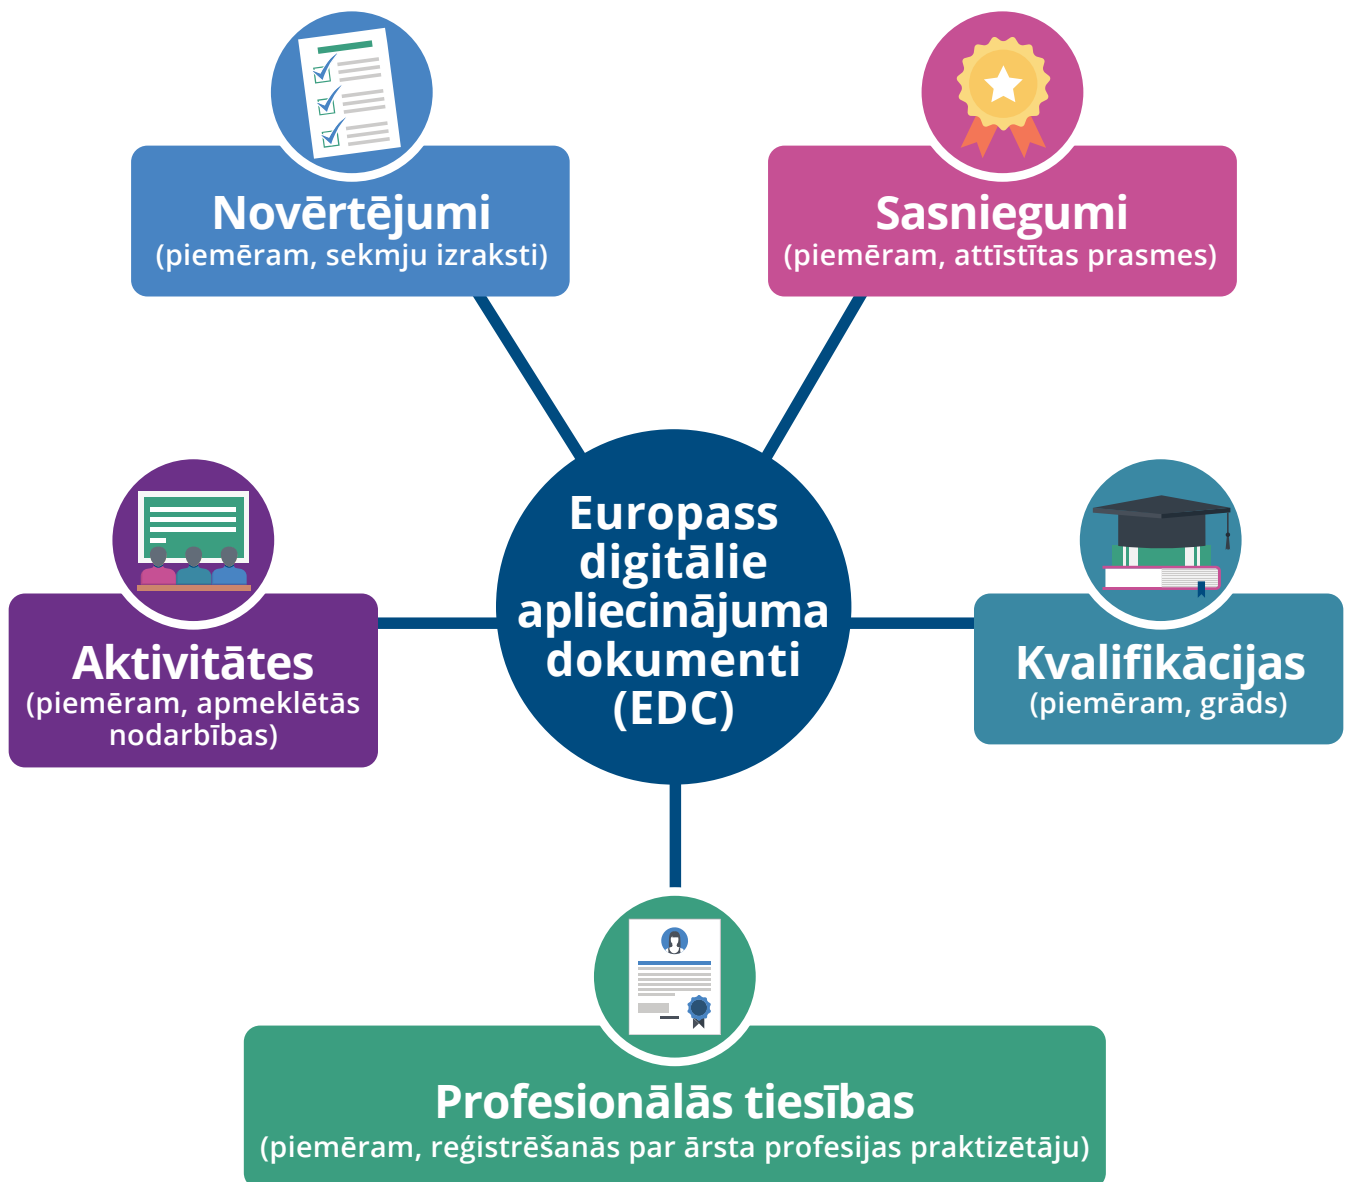 Novērtējumi
(piemēram, sekmju izraksti)
Sasniegumi
(piemēram, attīstītas prasmes)
Europass
digitālie
apliecinājuma
dokumenti
(EDC)
Aktivitātes
(piemēram, apmeklētās
nodarbības)
Kvalifikācijas
(piemēram, grāds)
Profesionālās tiesības
(piemēram, reģistrēšanās par ārsta profesijas praktizētāju)